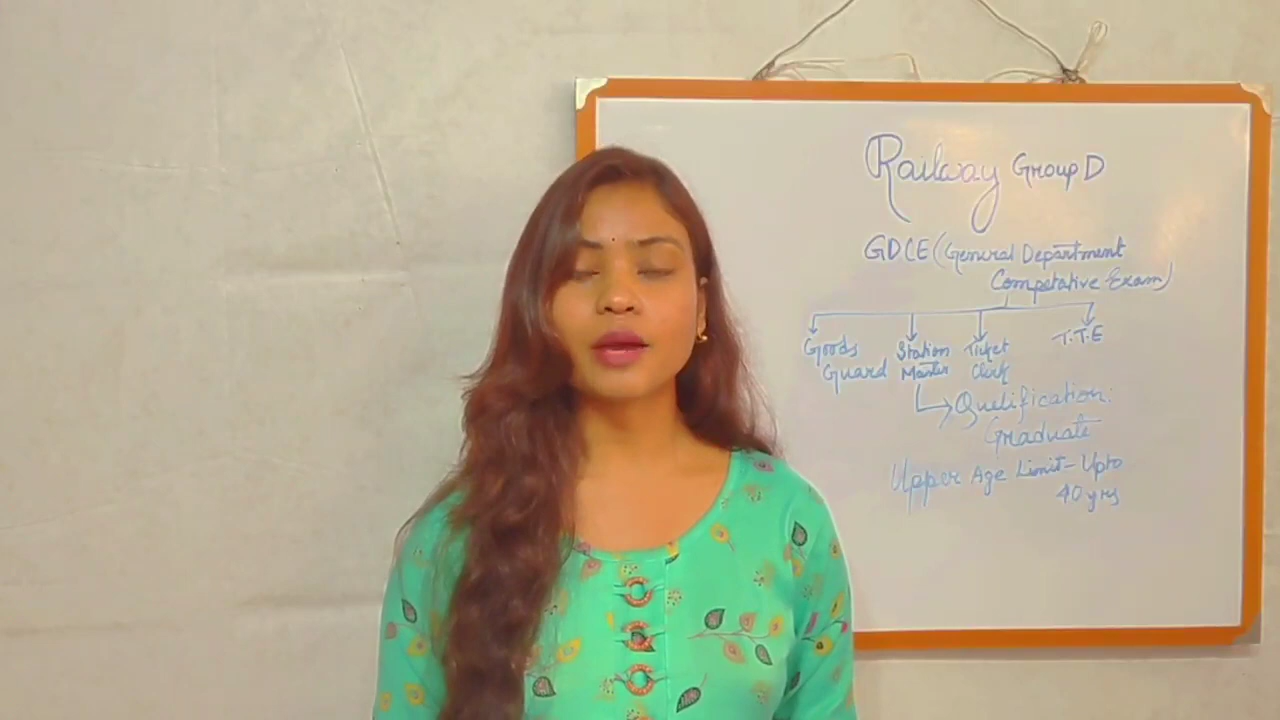 Railway Group D
GDCE (General Department
Competative Exam)
Goods Station Ticket T.T.E
Guard Master Clerk
Qualification:
Graduate
Upper Age Limit - Upto
40 yrs